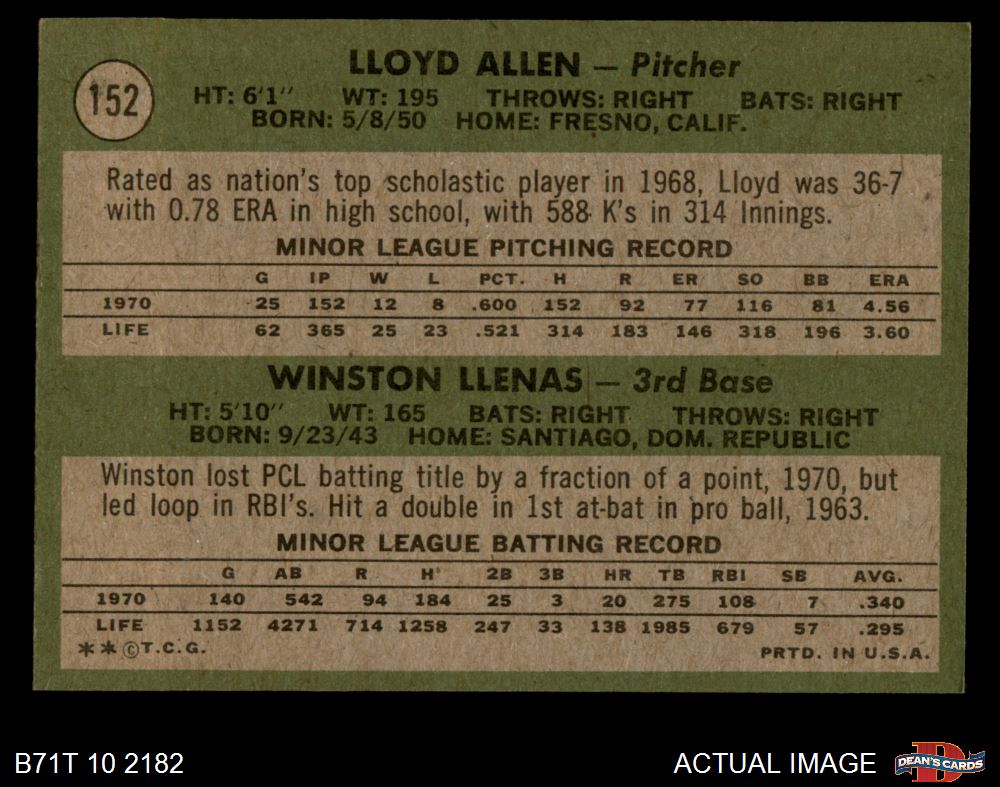 152
LLOYD ALLEN — Pitcher
HT: 6'1" WT: 195 THROWS: RIGHT BATS: RIGHT
BORN: 5/8/50 HOME: FRESNO, CALIF.
Rated as nation's top scholastic player in 1968, Lloyd was 36-7
with 0.78 ERA in high school, with 588 K's in 314 Innings.
MINOR LEAGUE PITCHING RECORD
G IP W L PCT. H R ER SO BB ERA
1970 25 152 12 8 .600 152 92 77 116 81 4.56
LIFE 62 365 25 23 .521 314 183 146 318 196 3.60
WINSTON LLENAS — 3rd Base
HT: 5'10" WT: 165 BATS: RIGHT THROWS: RIGHT
BORN: 9/23/43 HOME: SANTIAGO, DOM. REPUBLIC
Winston lost PCL batting title by a fraction of a point, 1970, but
led loop in RBI's. Hit a double in 1st at-bat in pro ball, 1963.
MINOR LEAGUE BATTING RECORD
G AB R H 2B 3B HR TB RBI SB AVG.
1970 140 542 94 184 25 3 20 275 108 7 .340
LIFE 1152 4271 714 1258 247 33 138 1985 679 57 .295
**©T.C.G. PRTD. IN U.S.A.
B71T 10 2182 ACTUAL IMAGE DEAN'S CARDS